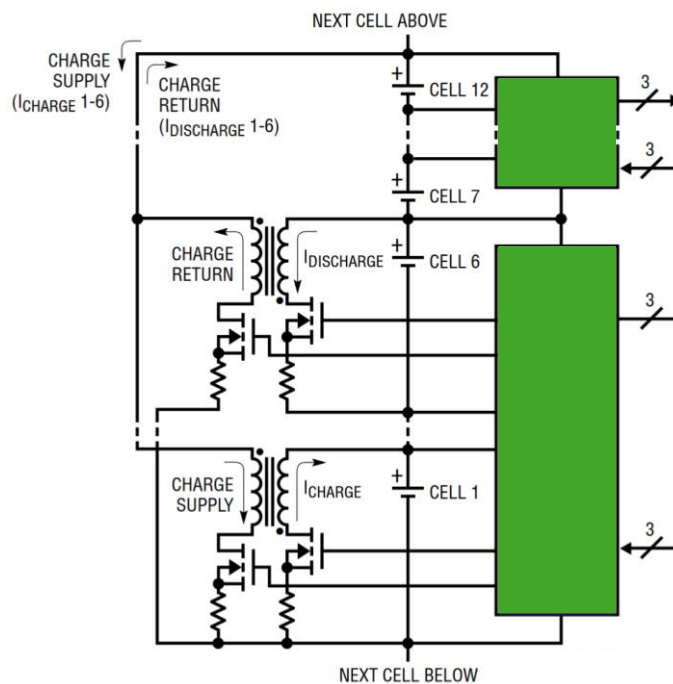 NEXT CELL ABOVE
CHARGE
SUPPLY
(ICHARGE 1-6)
CHARGE
RETURN
(IDISCHARGE 1-6)
+
CELL 12
3
3
+
CELL 7
CHARGE
RETURN
IDISCHARGE
+
CELL 6
3
CHARGE
SUPPLY
ICHARGE
+
CELL 1
3
NEXT CELL BELOW